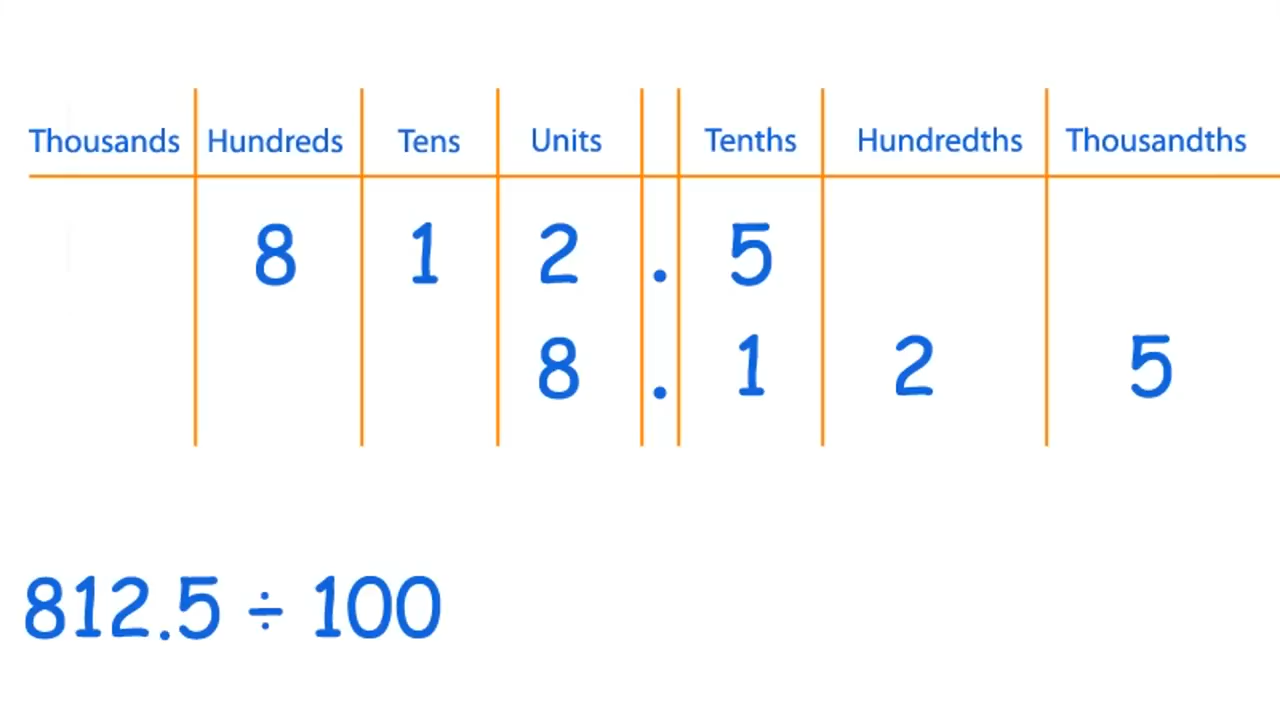 Thousands Hundreds Tens Units Tenths Hundredths Thousandths
8 1 2 . 5
8 . 1 2 5
812.5 ÷ 100